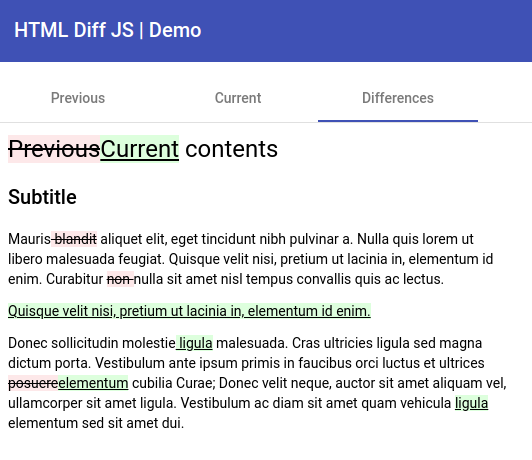 HTML Diff JS | Demo
Previous Current Differences
PreviousCurrent contents
Subtitle
Mauris blandit aliquet elit, eget tincidunt nibh pulvinar a. Nulla quis lorem ut
libero malesuada feugiat. Quisque velit nisi, pretium ut lacinia in, elementum id
enim. Curabitur non nulla sit amet nisl tempus convallis quis ac lectus.
Quisque velit nisi, pretium ut lacinia in, elementum id enim.
Donec sollicitudin molestie ligula malesuada. Cras ultricies ligula sed magna
dictum porta. Vestibulum ante ipsum primis in faucibus orci luctus et ultrices
posuereelementum cubilia Curae; Donec velit neque, auctor sit amet aliquam vel,
ullamcorper sit amet ligula. Vestibulum ac diam sit amet quam vehicula ligula
elementum sed sit amet dui.